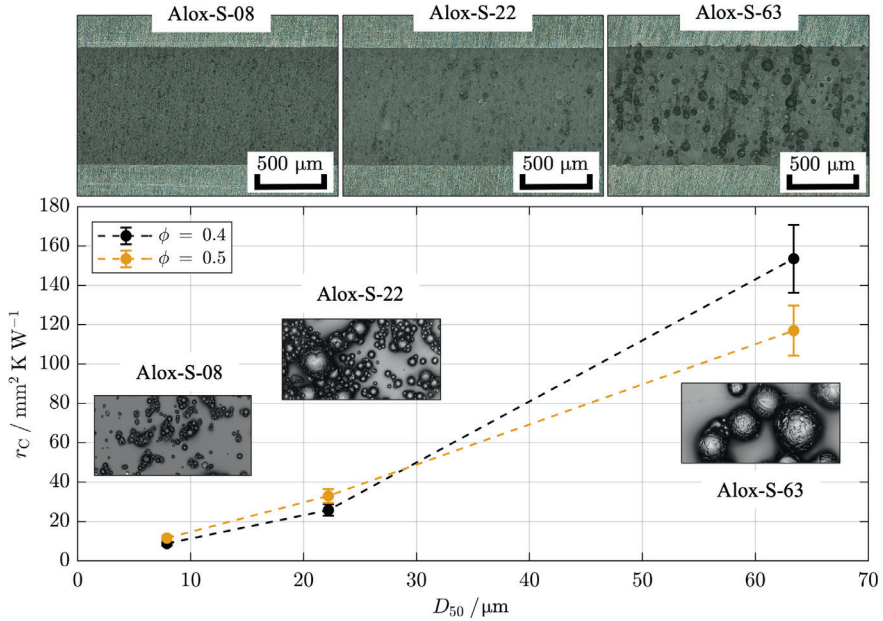 Alox-S-08 Alox-S-22 Alox-S-63
500 μm 500 μm 500 μm
180
160
140
120
100
80
60
40
20
0
r_C / mm² K W⁻¹
ϕ = 0.4
ϕ = 0.5
Alox-S-22
Alox-S-08
Alox-S-63
0 10 20 30 40 50 60 70
D₅₀ / μm